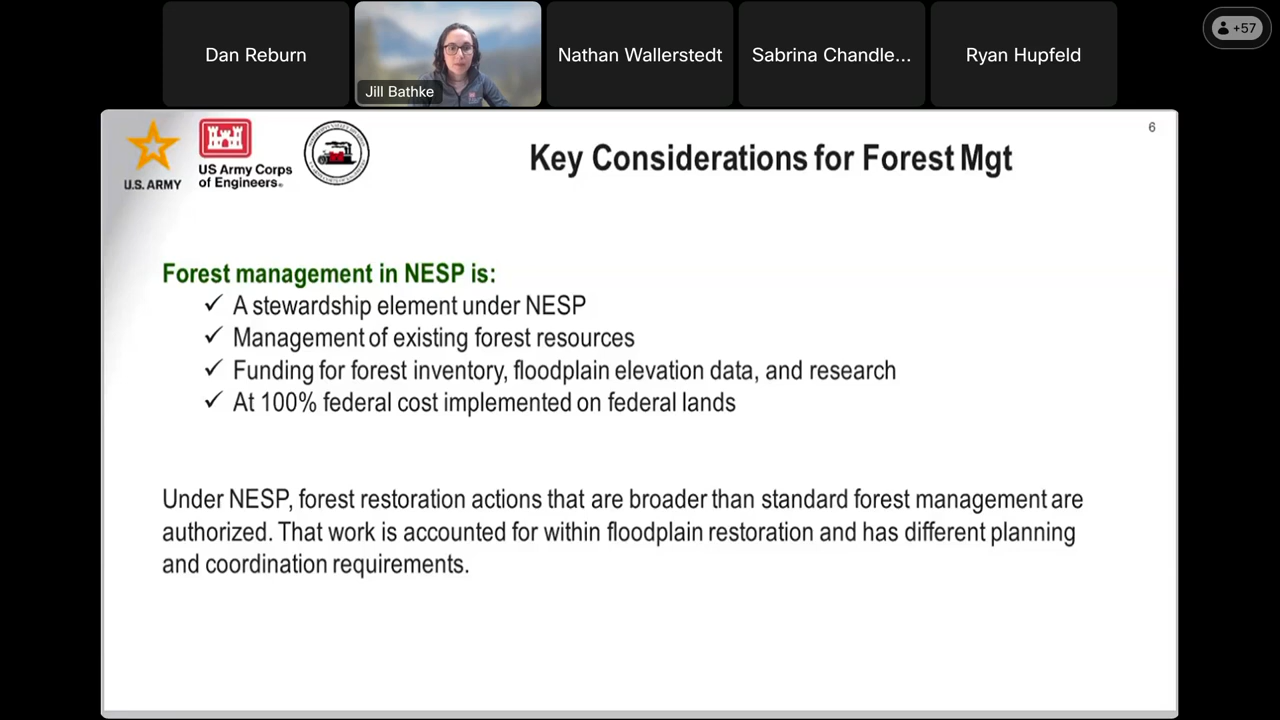 Dan Reburn
Jill Bathke
Nathan Wallerstedt
Sabrina Chandle...
Ryan Hupfeld
+57
6
U.S. ARMY
US Army Corps
of Engineers®
Key Considerations for Forest Mgt
Forest management in NESP is:
✓ A stewardship element under NESP
✓ Management of existing forest resources
✓ Funding for forest inventory, floodplain elevation data, and research
✓ At 100% federal cost implemented on federal lands
Under NESP, forest restoration actions that are broader than standard forest management are
authorized. That work is accounted for within floodplain restoration and has different planning
and coordination requirements.